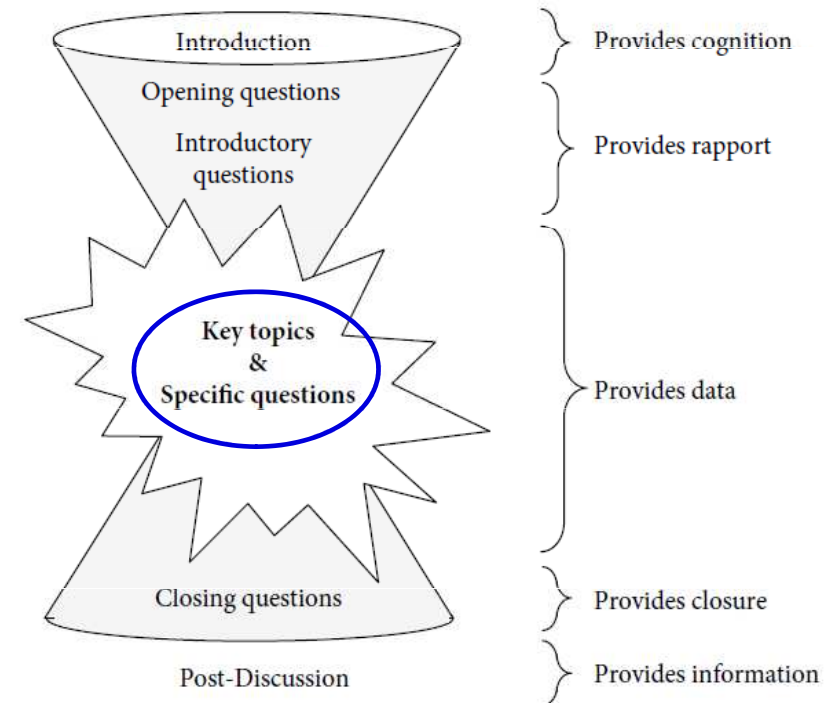 Introduction
Provides cognition
Opening questions
Introductory
questions
Provides rapport
Key topics
&
Specific questions
Provides data
Closing questions
Provides closure
Post-Discussion
Provides information